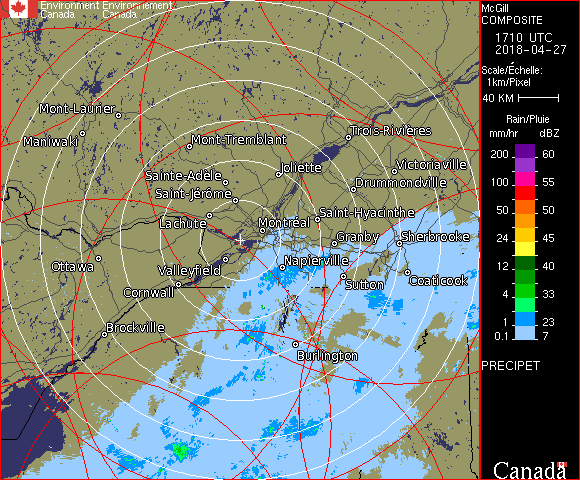 Environment Environnement
Canada Canada
McGill
COMPOSITE
1710 UTC
2018-04-27
Scale/Échelle:
1km/Pixel
40 KM
Rain/Pluie
mm/hr dBZ
200 60
155
100 55
50 50
24 45
12 40
4 33
1 23
0.1 7
PRECIPET
Canada
Mont-Laurier
Maniwaki
Mont-Tremblant
Trois-Rivières
Sainte-Adèle
Joliette
Victoriaville
Saint-Jérôme
Drummondville
Lachute
Montréal
Saint-Hyacinthe
Granby
Sherbrooke
Ottawa
Valleyfield
Napierville
Sutton
Coaticook
Cornwall
Brockville
Burlington